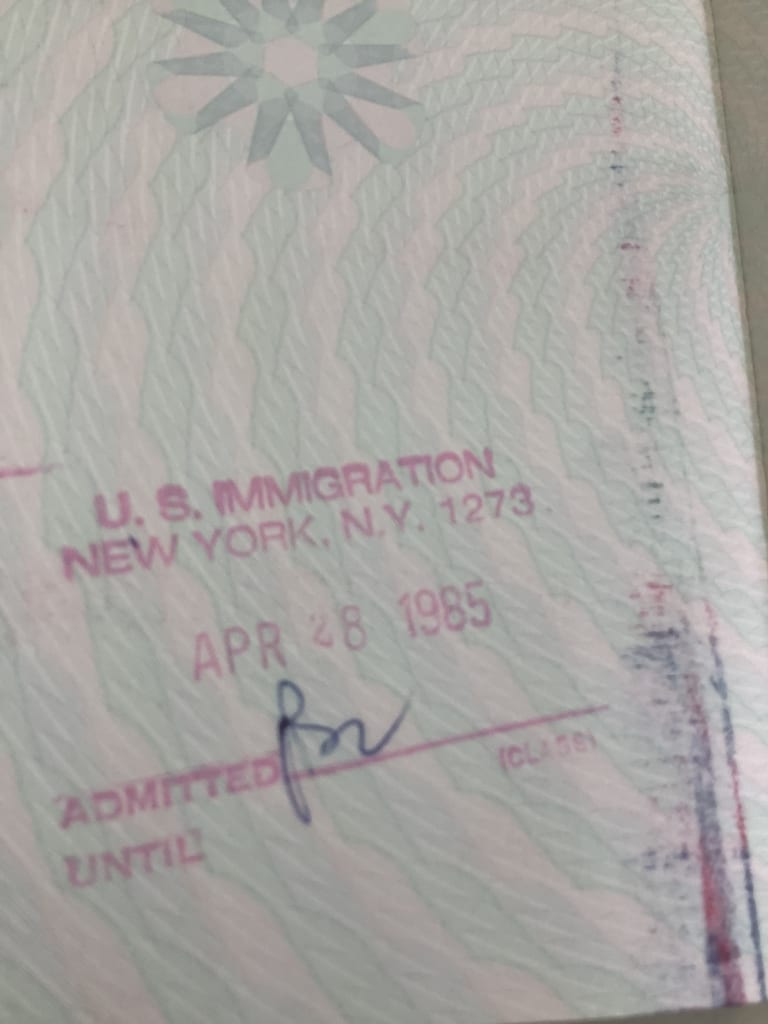 U. S. IMMIGRATION
NEW YORK, N.Y. 1273
APR 28 1985
ADMITTED
(CLASS)
UNTIL